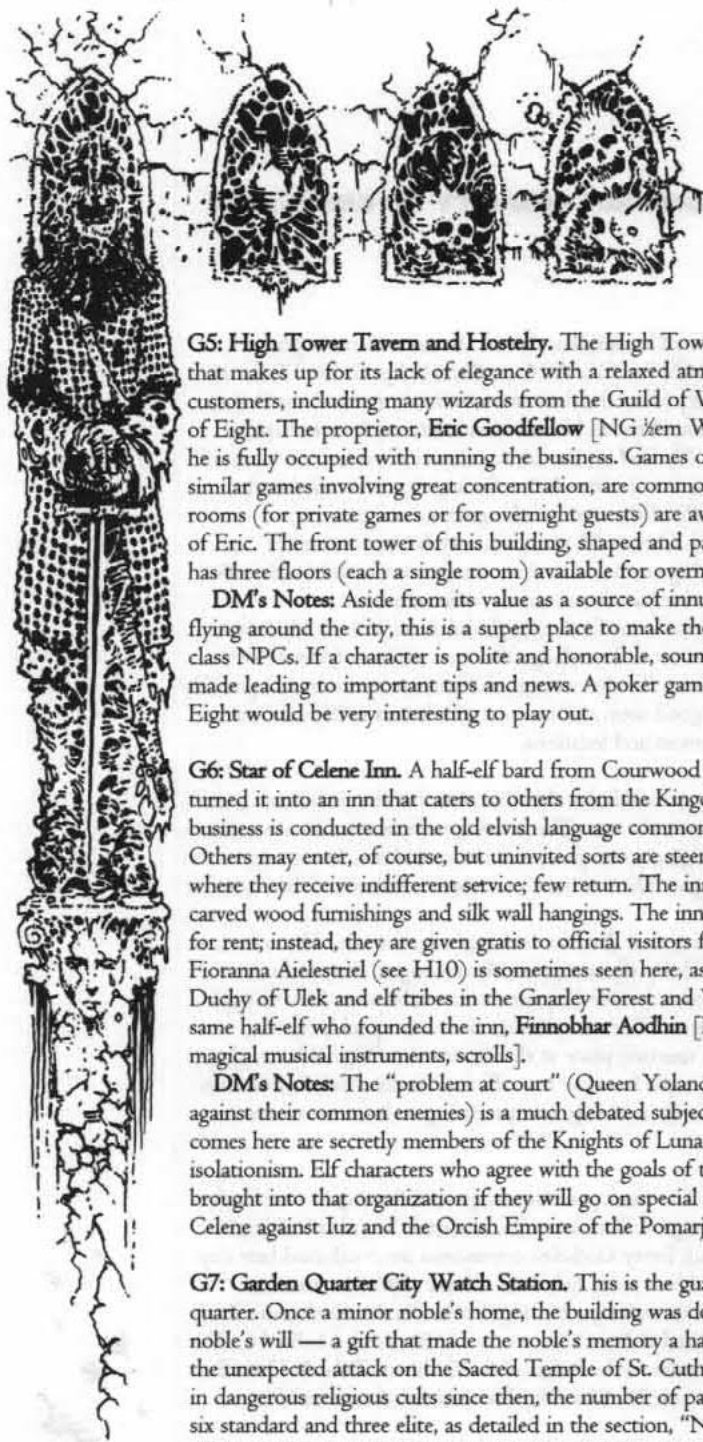 G5: High Tower Tavern and Hostelry. The High Tow
that makes up for its lack of elegance with a relaxed atn
customers, including many wizards from the Guild of V
of Eight. The proprietor, Eric Goodfellow [NG ½em W
he is fully occupied with running the business. Games o
similar games involving great concentration, are commo
rooms (for private games or for overnight guests) are av
of Eric. The front tower of this building, shaped and pa
has three floors (each a single room) available for overn
DM's Notes: Aside from its value as a source of innu
flying around the city, this is a superb place to make the
class NPCs. If a character is polite and honorable, soun
made leading to important tips and news. A poker gam
Eight would be very interesting to play out.
G6: Star of Celene Inn. A half-elf bard from Courwood
turned it into an inn that caters to others from the King
business is conducted in the old elvish language common
Others may enter, of course, but uninvited sorts are steer
where they receive indifferent service; few return. The inn
carved wood furnishings and silk wall hangings. The inn
for rent; instead, they are given gratis to official visitors f
Fioranna Aielestriel (see H10) is sometimes seen here, as
Duchy of Ulek and elf tribes in the Gnarley Forest and
same half-elf who founded the inn, Finnobhar Aodhin [
magical musical instruments, scrolls].
DM's Notes: The "problem at court" (Queen Yoland
against their common enemies) is a much debated subjec
comes here are secretly members of the Knights of Luna
isolationism. Elf characters who agree with the goals of t
brought into that organization if they will go on special
Celene against Iuz and the Orcish Empire of the Pomarj
G7: Garden Quarter City Watch Station. This is the gua
quarter. Once a minor noble's home, the building was do
noble's will — a gift that made the noble's memory a ha
the unexpected attack on the Sacred Temple of St. Cuth
in dangerous religious cults since then, the number of pa
six standard and three elite, as detailed in the section, "N